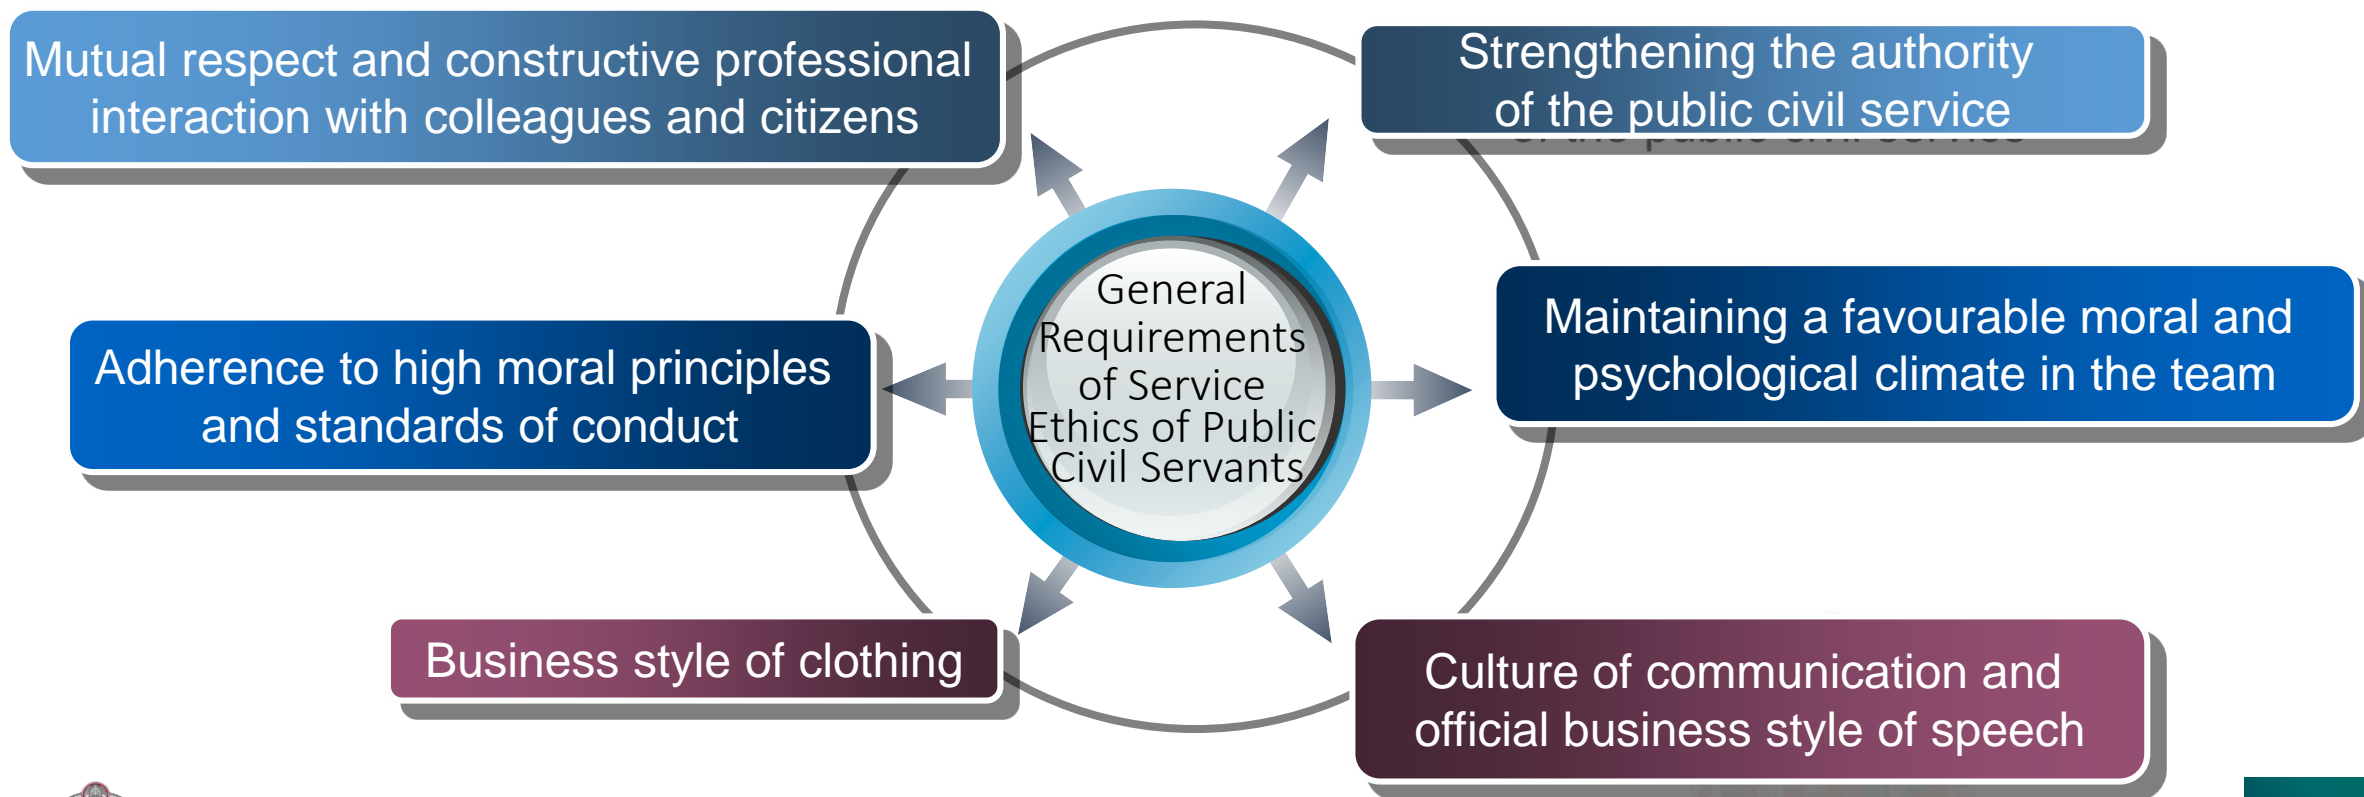 Mutual respect and constructive professional
interaction with colleagues and citizens
Strengthening the authority
of the public civil service
Adherence to high moral principles
and standards of conduct
General
Requirements
of Service
Ethics of Public
Civil Servants
Maintaining a favourable moral and
psychological climate in the team
Business style of clothing
Culture of communication and
official business style of speech